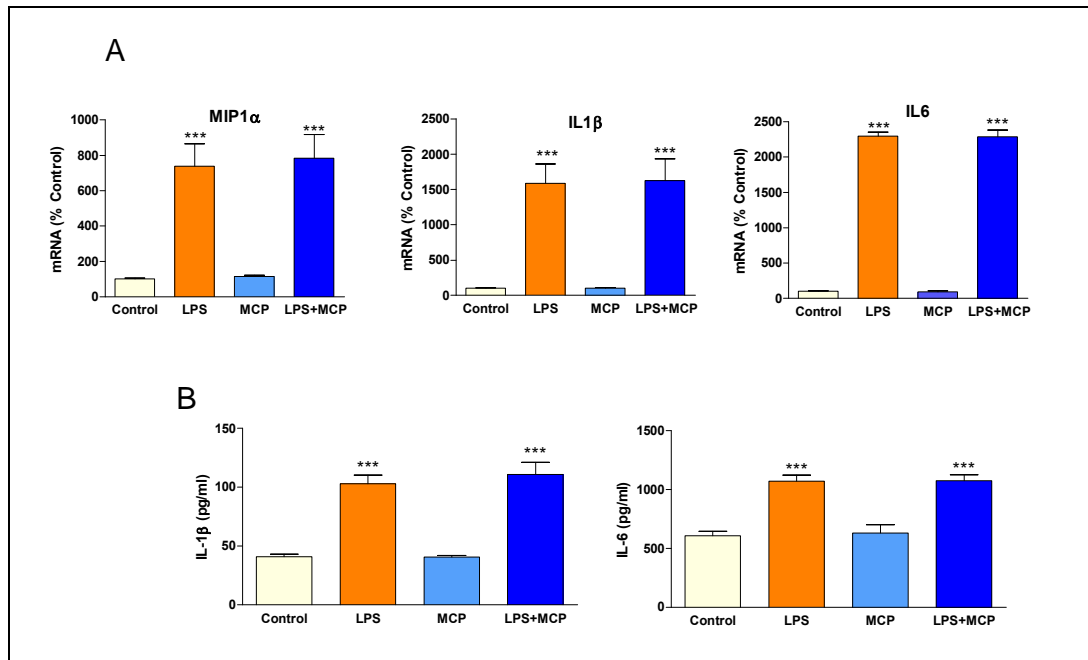 A
MIP1α
mRNA (% Control)
1000
800
600
400
200
0
***
***
Control LPS MCP LPS+MCP
IL1β
mRNA (% Control)
2500
2000
1500
1000
500
0
***
***
Control LPS MCP LPS+MCP
IL6
mRNA (% Control)
2500
2000
1500
1000
500
0
***
***
Control LPS MCP LPS+MCP
B
IL-1β (pg/ml)
150
100
50
0
***
***
Control LPS MCP LPS+MCP
IL-6 (pg/ml)
1500
1000
500
0
***
***
Control LPS MCP LPS+MCP